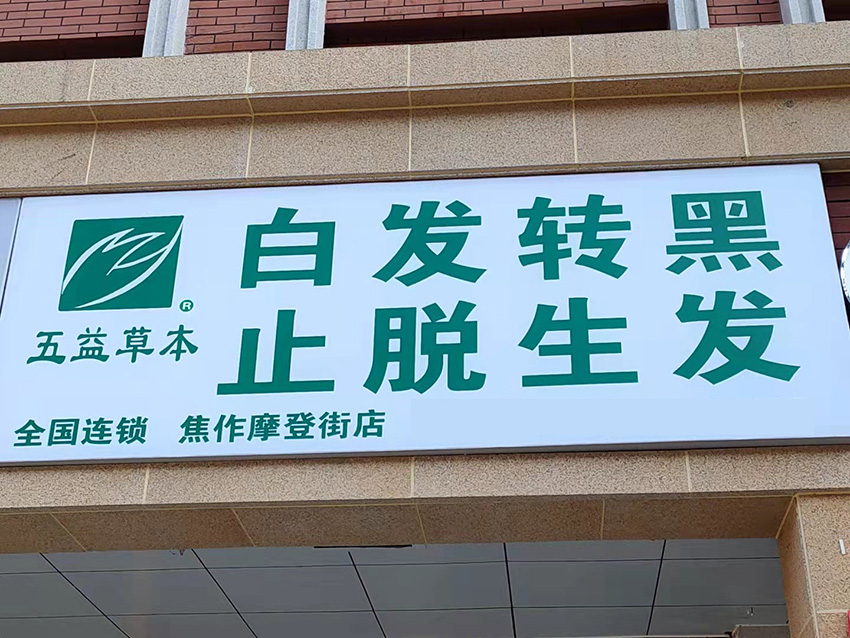 白发转黑
止脱生发
®
五益草本
全国连锁 焦作摩登街店